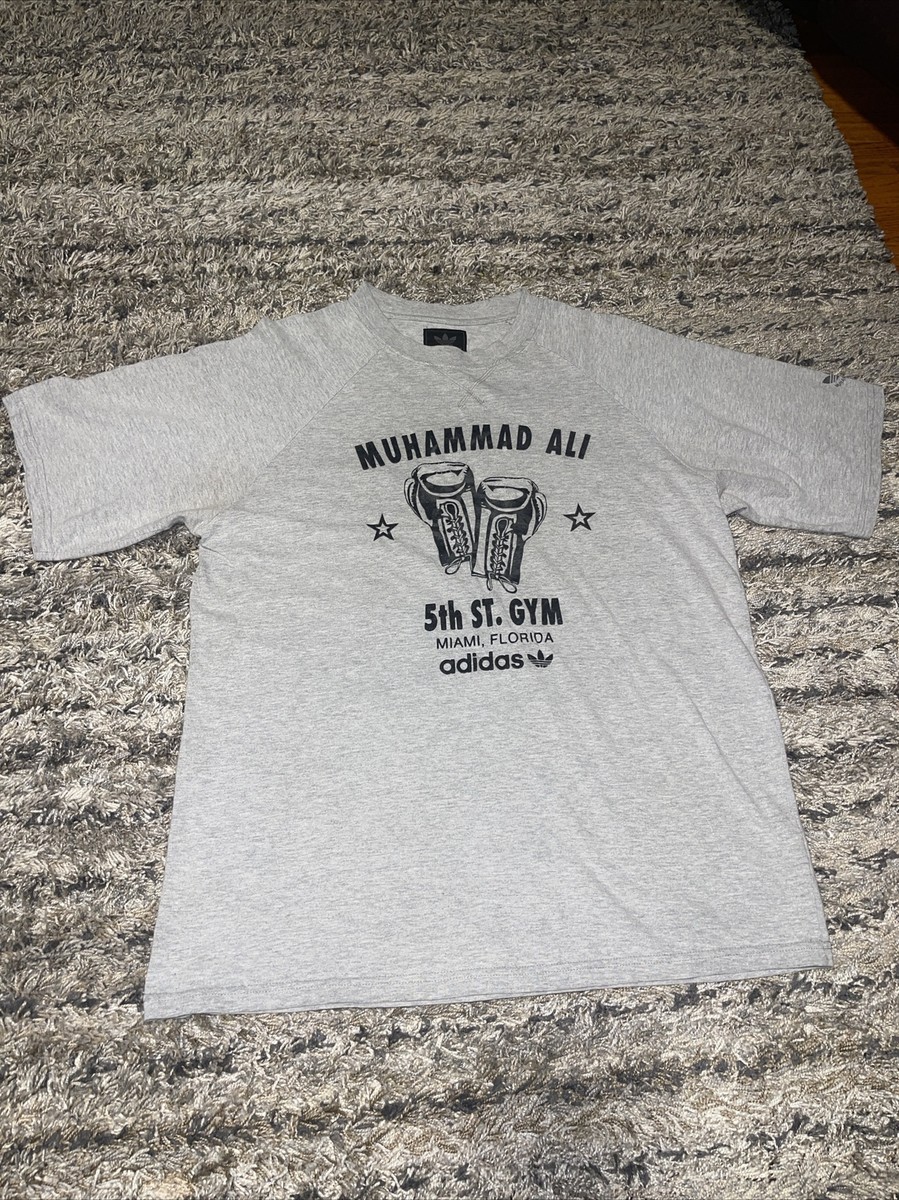 MUHAMMAD ALI
5th ST. GYM
MIAMI, FLORIDA
adidas